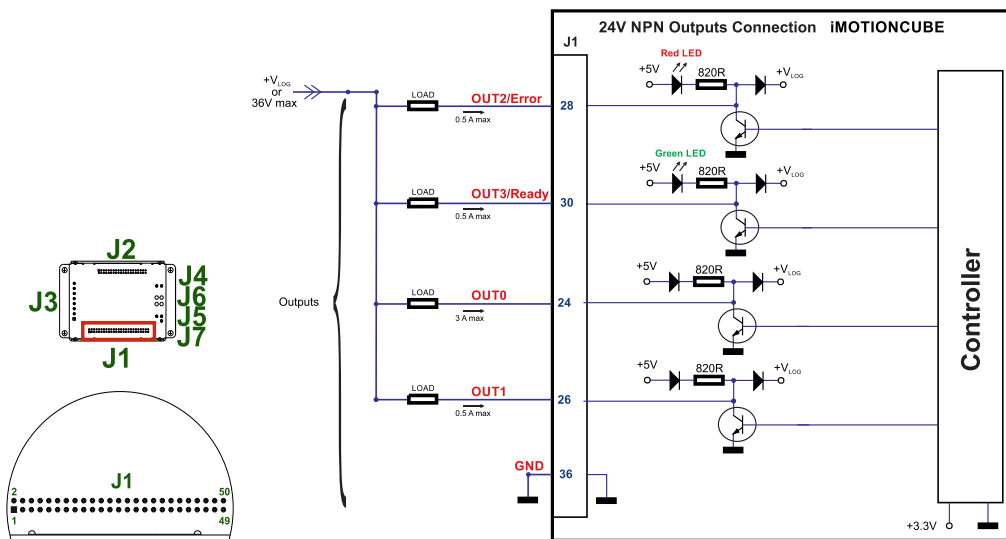 24V NPN Outputs Connection iMOTIONCUBE
J1
+VLOG
or
36V max
LOAD
OUT2/Error
0.5 A max
28
Red LED
+5V
820R
+VLOG
LOAD
OUT3/Ready
0.5 A max
30
Green LED
+5V
820R
+VLOG
Outputs
LOAD
OUT0
3 A max
24
+5V
820R
+VLOG
LOAD
OUT1
0.5 A max
26
+5V
820R
+VLOG
GND
36
Controller
+3.3V
J2
J3
J4
J6
J5
J7
J1
J1
2
50
1
49